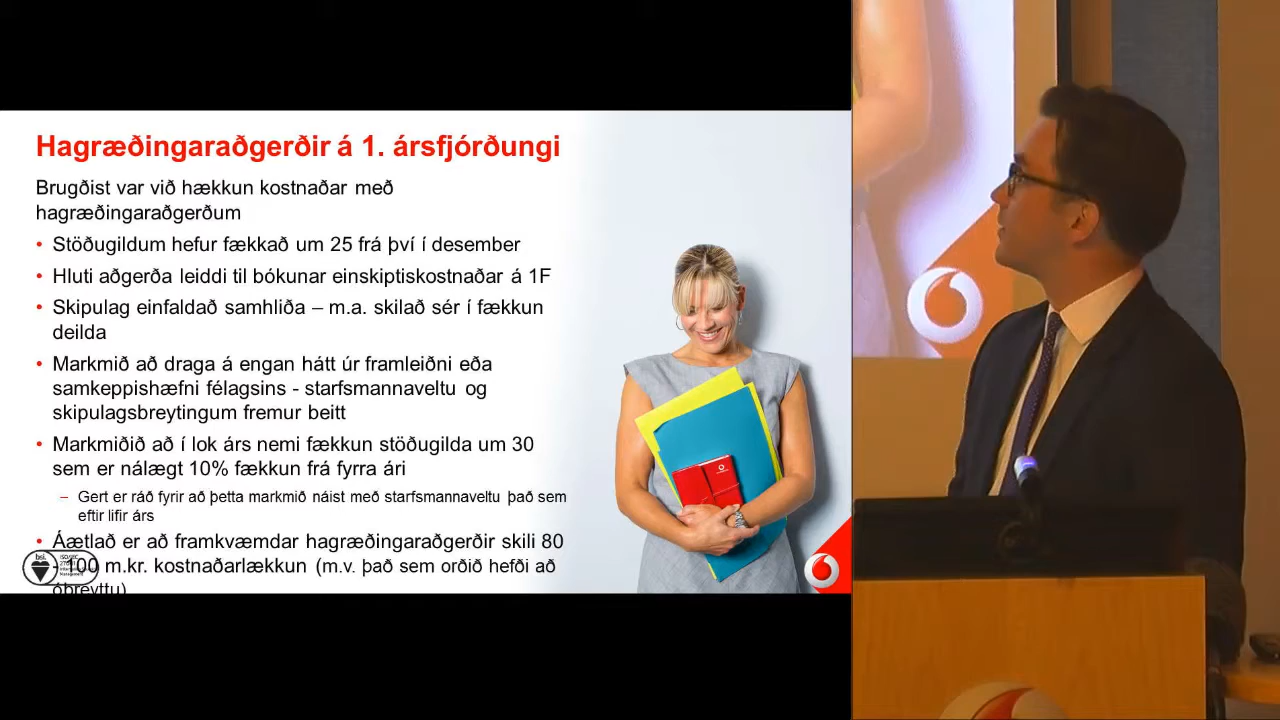 Hagræðingaraðgerðir á 1. ársfjórðungi
Brugðist var við hækkun kostnaðar með
hagræðingaraðgerðum
• Stöðugildum hefur fækkað um 25 frá því í desember
• Hluti aðgerða leiddi til bókunar einskiptiskostnaðar á 1F
• Skipulag einfaldað samhliða – m.a. skilað sér í fækkun
deilda
• Markmið að draga á engan hátt úr framleiðni eða
samkeppishæfni félagsins - starfsmannaveltu og
skipulagsbreytingum fremur beitt
• Markmiðið að í lok árs nemi fækkun stöðugilda um 30
sem er nálægt 10% fækkun frá fyrra ári
– Gert er ráð fyrir að þetta markmið náist með starfsmannaveltu það sem
eftir lifir árs
• Áætlað er að framkvæmdar hagræðingaraðgerðir skili 80
- 100 m.kr. kostnaðarlækkun (m.v. það sem orðið hefði að
óbreyttu)
bsi.
ISO/IEC